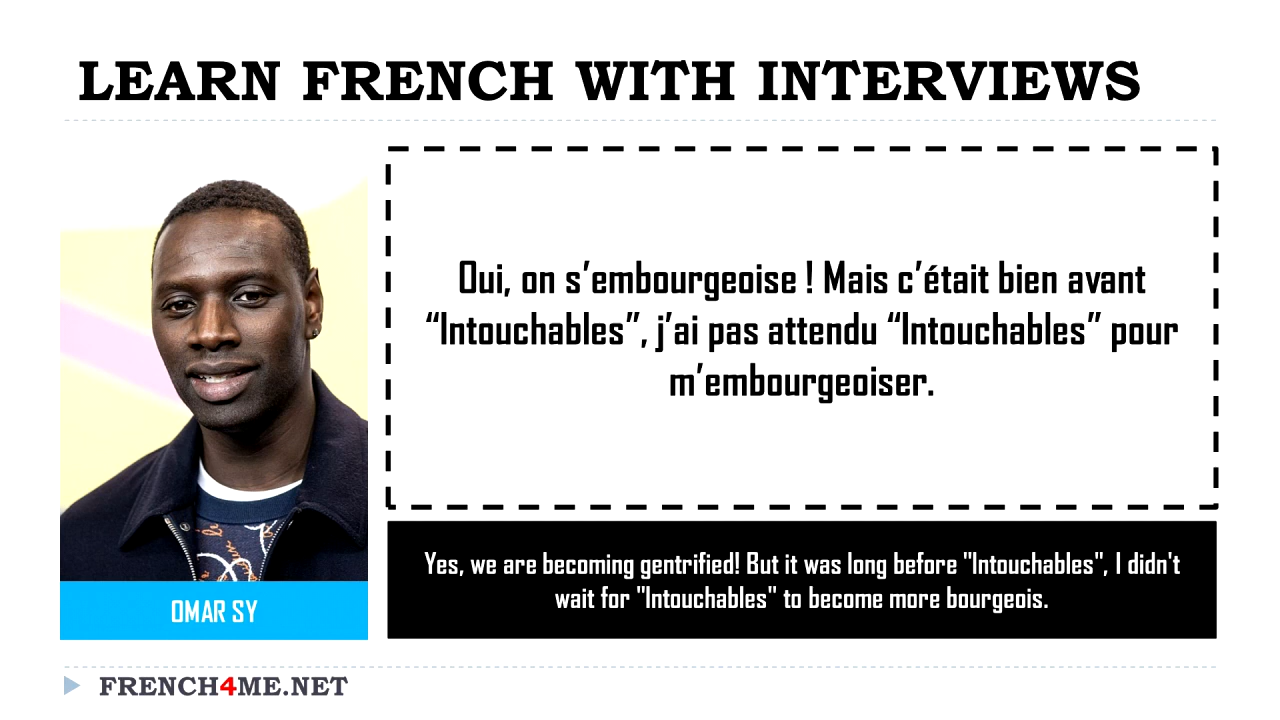 LEARN FRENCH WITH INTERVIEWS
Oui, on s’embourgeoise ! Mais c’était bien avant
“Intouchables”, j’ai pas attendu “Intouchables” pour
m’embourgeoiser.
Yes, we are becoming gentrified! But it was long before "Intouchables", I didn't
wait for "Intouchables" to become more bourgeois.
OMAR SY
FRENCH4ME.NET